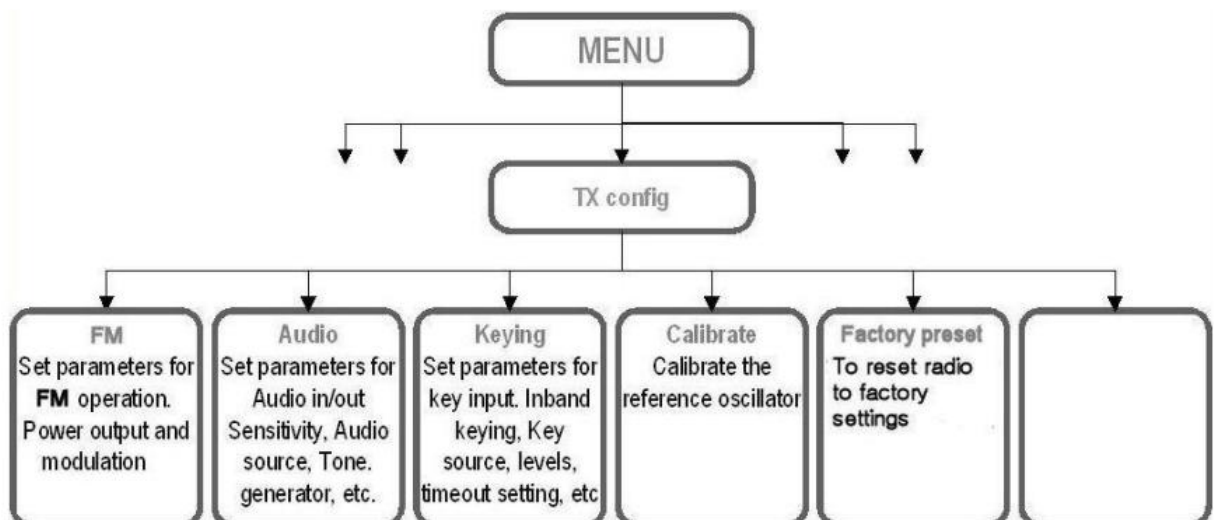 MENU
TX config
FM
Set parameters for
FM operation.
Power output and
modulation
Audio
Set parameters for
Audio in/out
Sensitivity, Audio
source, Tone.
generator, etc.
Keying
Set parameters for
key input. Inband
keying, Key
source, levels,
timeout setting, etc
Calibrate
Calibrate the
reference oscillator
Factory preset
To reset radio
to factory
settings